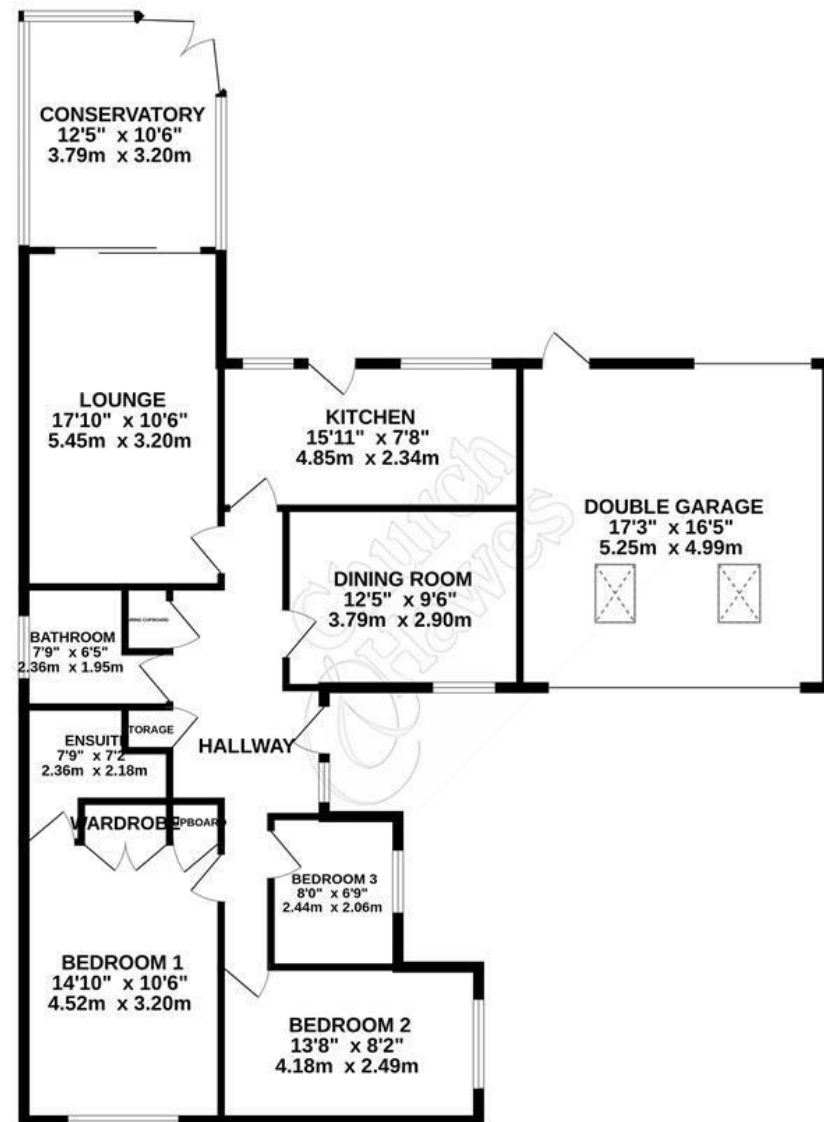 CONSERVATORY
12'5" x 10'6"
3.79m x 3.20m
LOUNGE
17'10" x 10'6"
5.45m x 3.20m
KITCHEN
15'11" x 7'8"
4.85m x 2.34m
DOUBLE GARAGE
17'3" x 16'5"
5.25m x 4.99m
DINING ROOM
12'5" x 9'6"
3.79m x 2.90m
Church
& Hawes
BATHROOM
7'9" x 6'5"
2.36m x 1.95m
TORAGE
HALLWAY
ENSUITE
7'9" x 7'2"
2.36m x 2.18m
WARDROBE
UPBOARD
BEDROOM 3
8'0" x 6'9"
2.44m x 2.06m
BEDROOM 1
14'10" x 10'6"
4.52m x 3.20m
BEDROOM 2
13'8" x 8'2"
4.18m x 2.49m